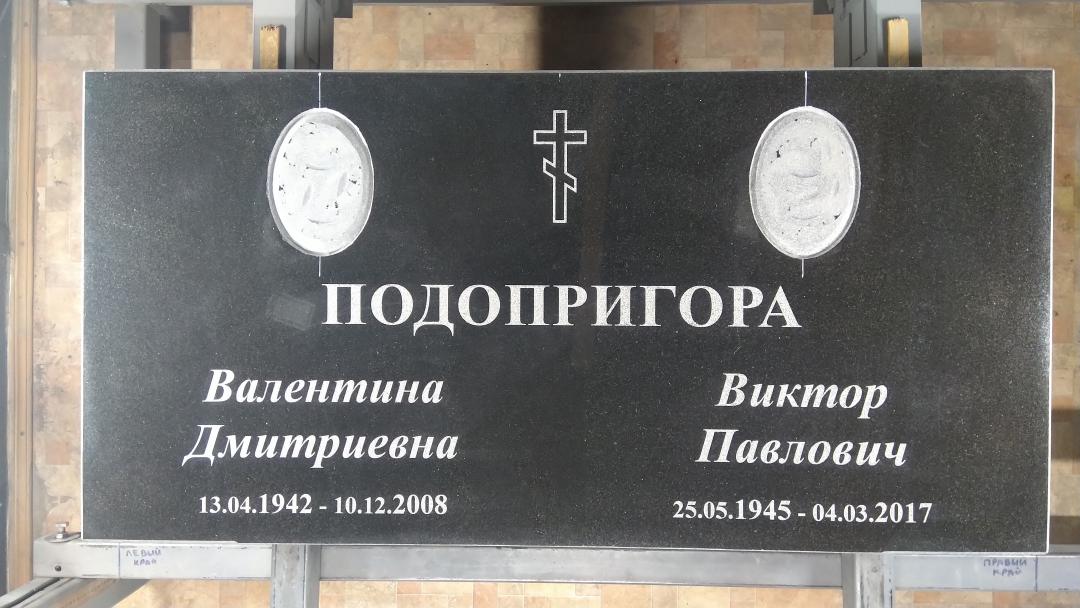 ПОДОПРИГОРА
Валентина
Дмитриевна
13.04.1942 - 10.12.2008
Виктор
Павлович
25.05.1945 - 04.03.2017
ЛЕВЫЙ
КРАЙ
ПРАВЫЙ
КРАЙ